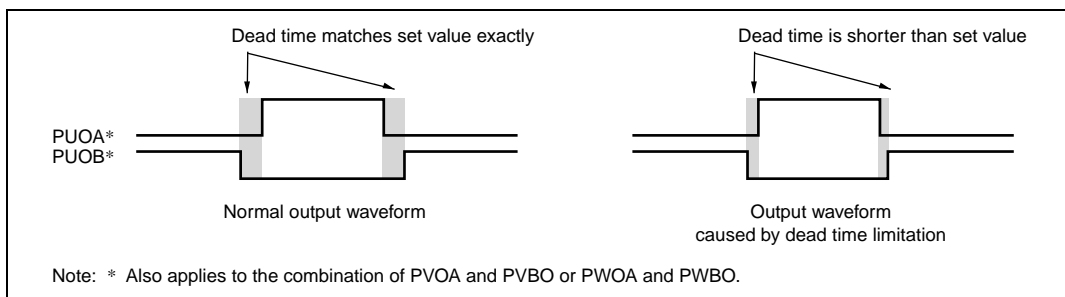 Dead time matches set value exactly
Dead time is shorter than set value
PUOA*
PUOB*
Normal output waveform
Output waveform
caused by dead time limitation
Note: * Also applies to the combination of PVOA and PVBO or PWOA and PWBO.